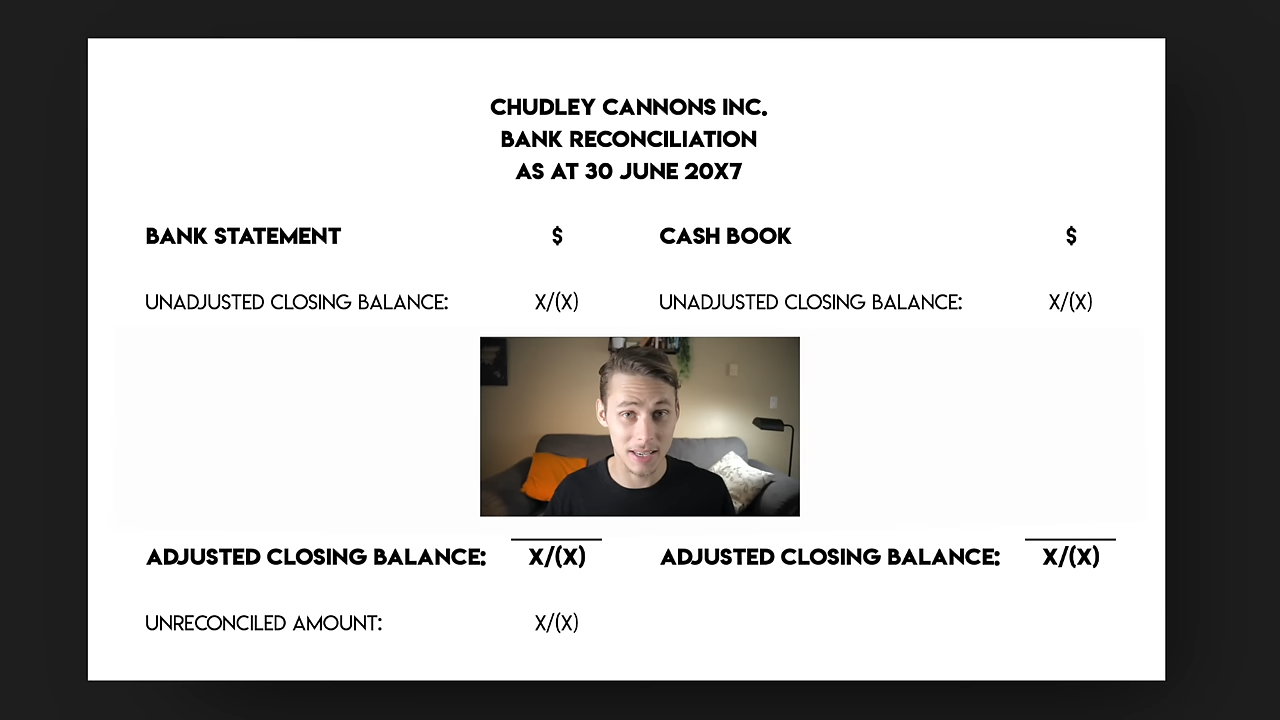 CHUDLEY CANNONS INC.
BANK RECONCILIATION
AS AT 30 JUNE 20X7
BANK STATEMENT $ CASH BOOK $
UNADJUSTED CLOSING BALANCE: X/(X) UNADJUSTED CLOSING BALANCE: X/(X)
ADJUSTED CLOSING BALANCE: X/(X) ADJUSTED CLOSING BALANCE: X/(X)
UNRECONCILED AMOUNT: X/(X)